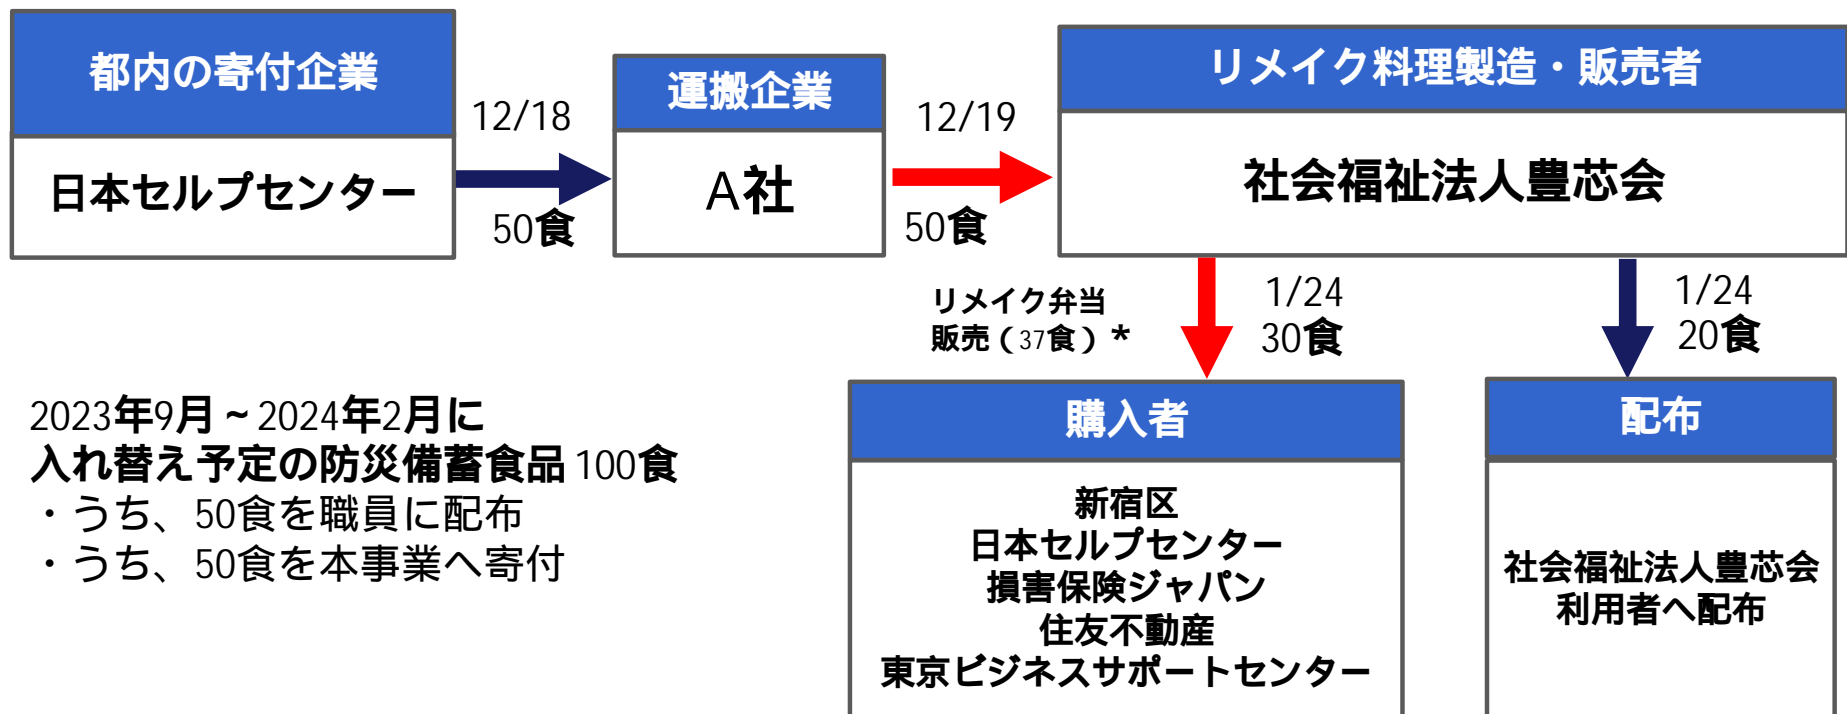 都内の寄付企業
日本セルプセンター
12/18
50食
運搬企業
A社
12/19
50食
リメイク料理製造・販売者
社会福祉法人豊芯会
リメイク弁当
販売（37食）*
1/24
30食
1/24
20食
2023年9月~2024年2月に
入れ替え予定の防災備蓄食品100食
・うち、50食を職員に配布
・うち、50食を本事業へ寄付
購入者
新宿区
日本セルプセンター
損害保険ジャパン
住友不動産
東京ビジネスサポートセンター
配布
社会福祉法人豊芯会
利用者へ配布